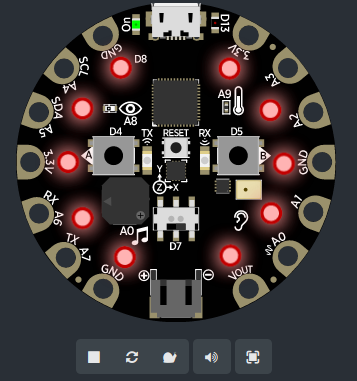 ON
D13
GND
3.3V
D8
SCL
A4
A3
SDA
A5
A8
A9
A2
D4
TX
RESET
RX
D5
3.3V
A
B
GND
Y
Z
X
RX
A6
A1
A0
D7
A0
TX
A7
GND
VOUT